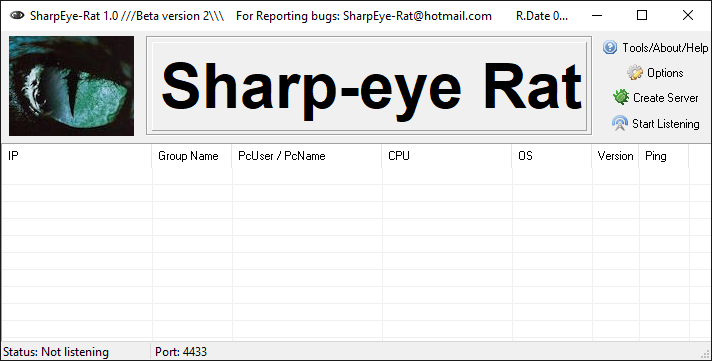 SharpEye-Rat 1.0 ///Beta version 2\\\ For Reporting bugs: SharpEye-Rat@hotmail.com R.Date 0...
Sharp-eye Rat
Tools/About/Help
Options
Create Server
Start Listening
IP Group Name PcUser / PcName CPU OS Version Ping
Status: Not listening Port: 4433